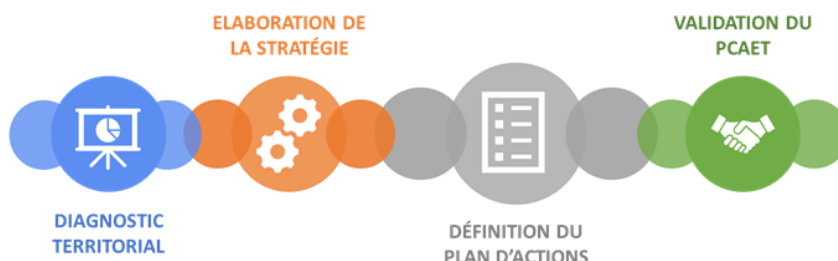 ELABORATION DE
LA STRATÉGIE
VALIDATION DU
PCAET
DIAGNOSTIC
TERRITORIAL
DÉFINITION DU
PLAN D'ACTIONS